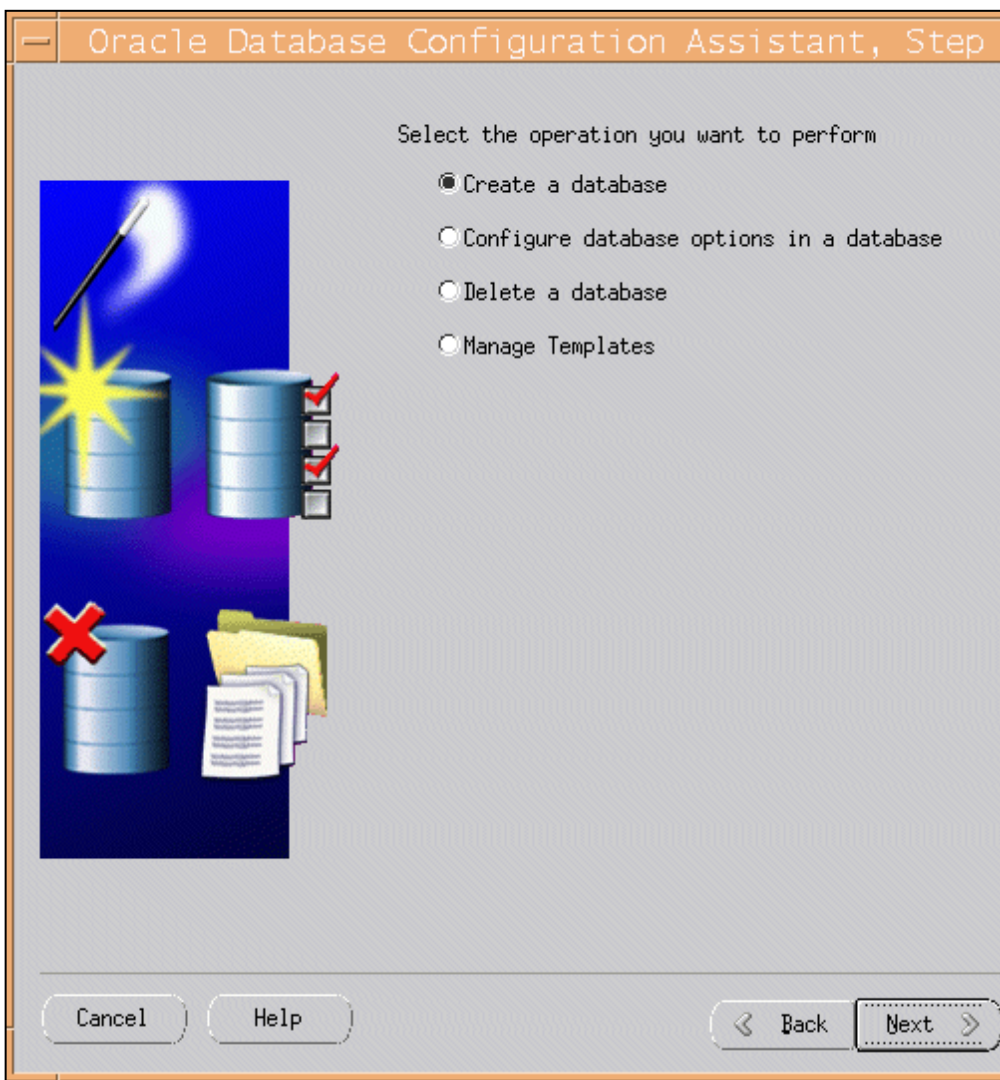 Oracle Database Configuration Assistant, Step
Select the operation you want to perform
Create a database
Configure database options in a database
Delete a database
Manage Templates
Cancel
Help
Back
Next